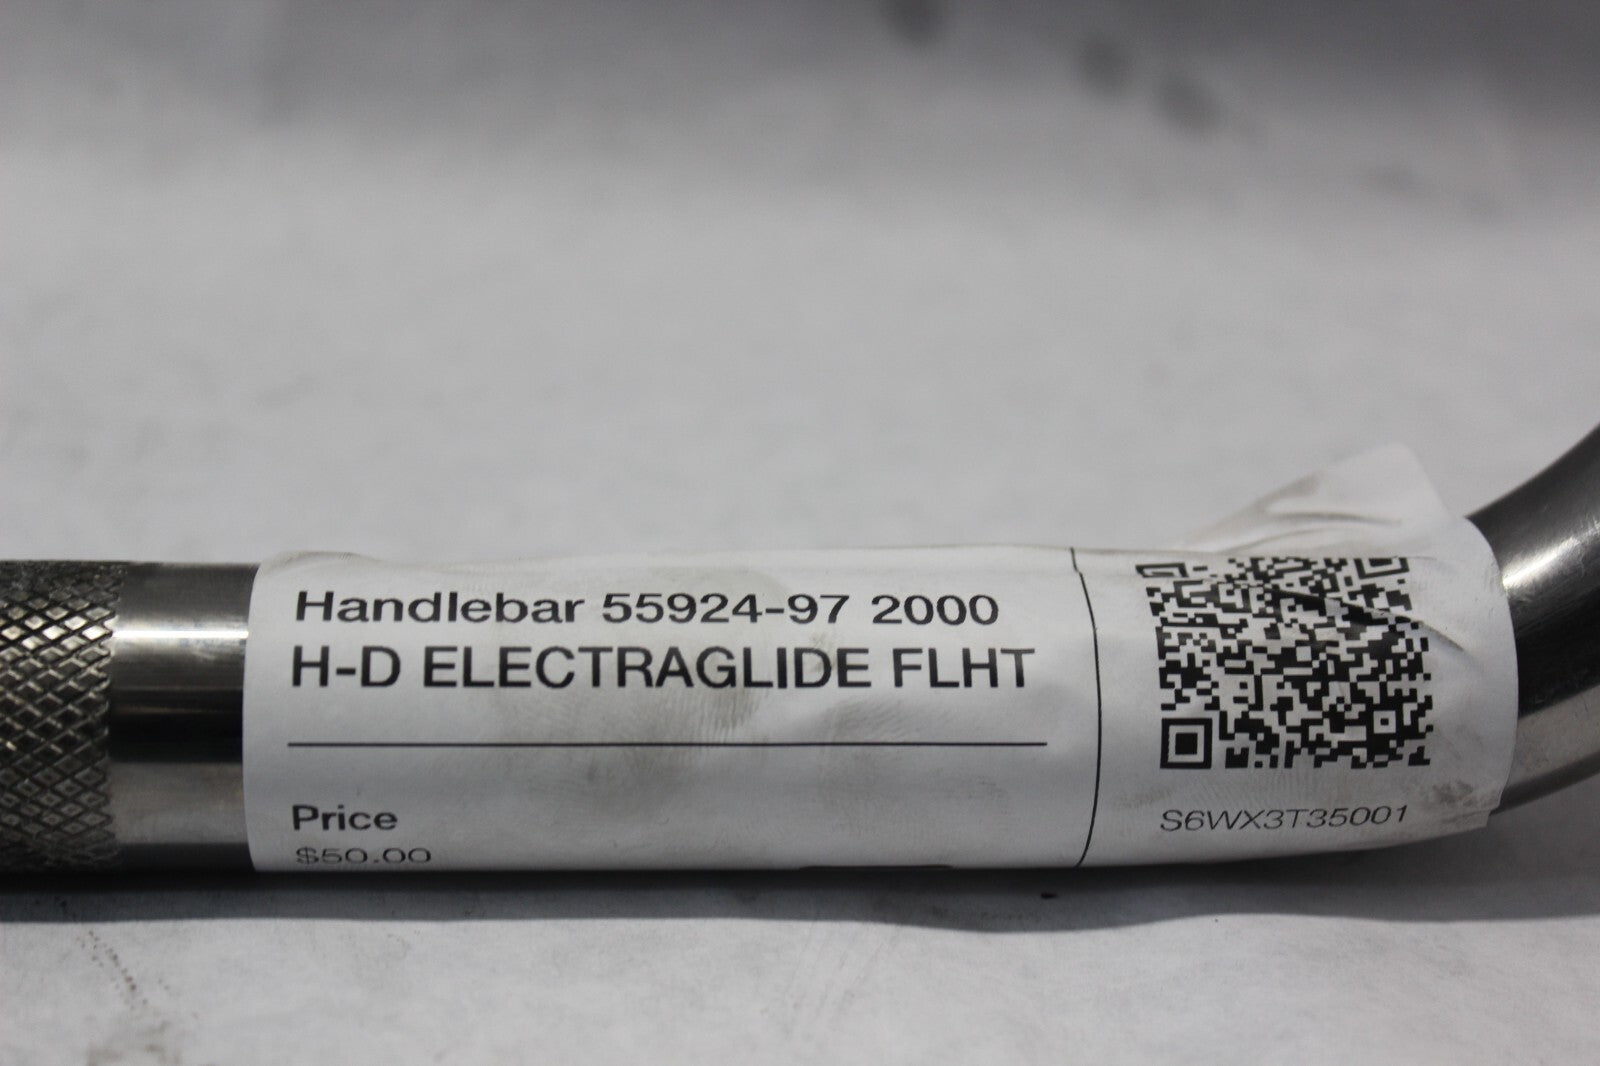 Handlebar 55924-97 2000
H-D ELECTRAGLIDE FLHT
Price
$50.00
S6WX3T35001